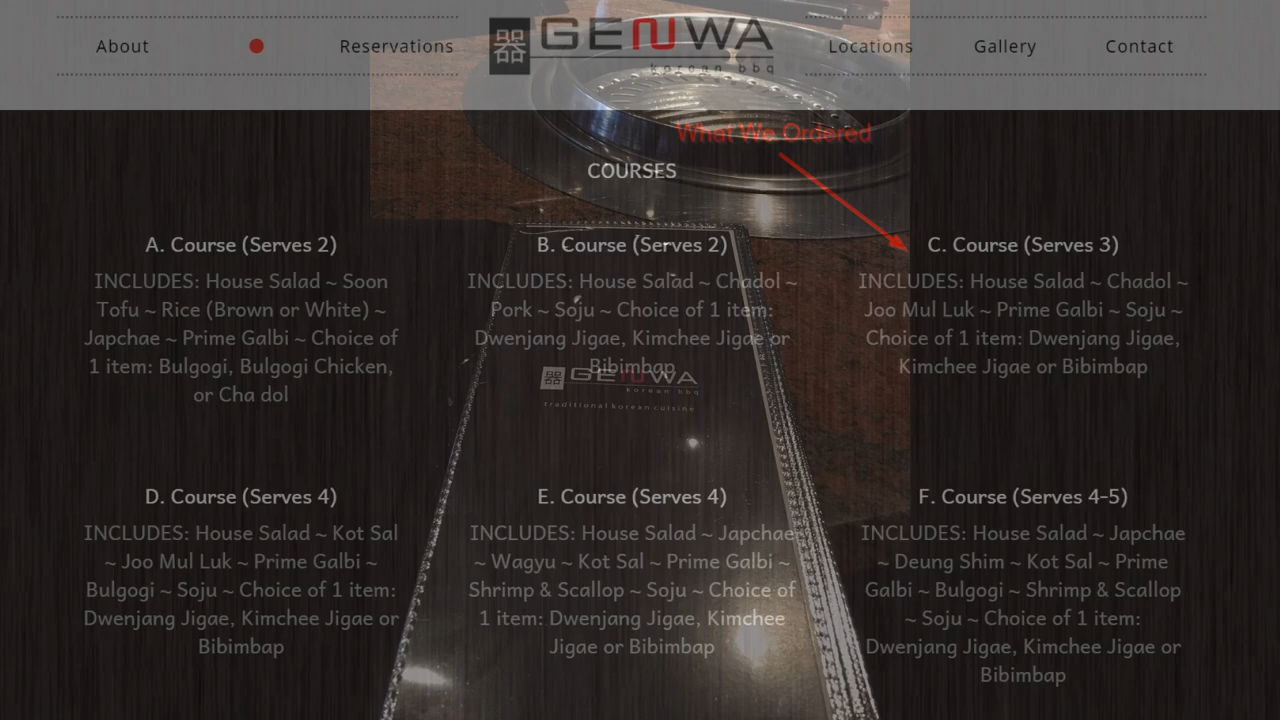 About
Reservations
器 GENWA
korean bbq
Locations
Gallery
Contact
What We Ordered
COURSES
A. Course (Serves 2)
INCLUDES: House Salad ~ Soon
Tofu ~ Rice (Brown or White) ~
Japchae ~ Prime Galbi ~ Choice of
1 item: Bulgogi, Bulgogi Chicken,
or Cha dol
B. Course (Serves 2)
INCLUDES: House Salad ~ Chadol ~
Pork ~ Soju ~ Choice of 1 item:
Dwenjang Jigae, Kimchee Jigae or
Bibimbap
C. Course (Serves 3)
INCLUDES: House Salad ~ Chadol ~
Joo Mul Luk ~ Prime Galbi ~ Soju ~
Choice of 1 item: Dwenjang Jigae,
Kimchee Jigae or Bibimbap
器 GENWA
korean bbq
traditional korean cuisine
D. Course (Serves 4)
INCLUDES: House Salad ~ Kot Sal
~ Joo Mul Luk ~ Prime Galbi ~
Bulgogi ~ Soju ~ Choice of 1 item:
Dwenjang Jigae, Kimchee Jigae or
Bibimbap
E. Course (Serves 4)
INCLUDES: House Salad ~ Japchae
~ Wagyu ~ Kot Sal ~ Prime Galbi ~
Shrimp & Scallop ~ Soju ~ Choice of
1 item: Dwenjang Jigae, Kimchee
Jigae or Bibimbap
F. Course (Serves 4-5)
INCLUDES: House Salad ~ Japchae
~ Deung Shim ~ Kot Sal ~ Prime
Galbi ~ Bulgogi ~ Shrimp & Scallop
~ Soju ~ Choice of 1 item:
Dwenjang Jigae, Kimchee Jigae or
Bibimbap